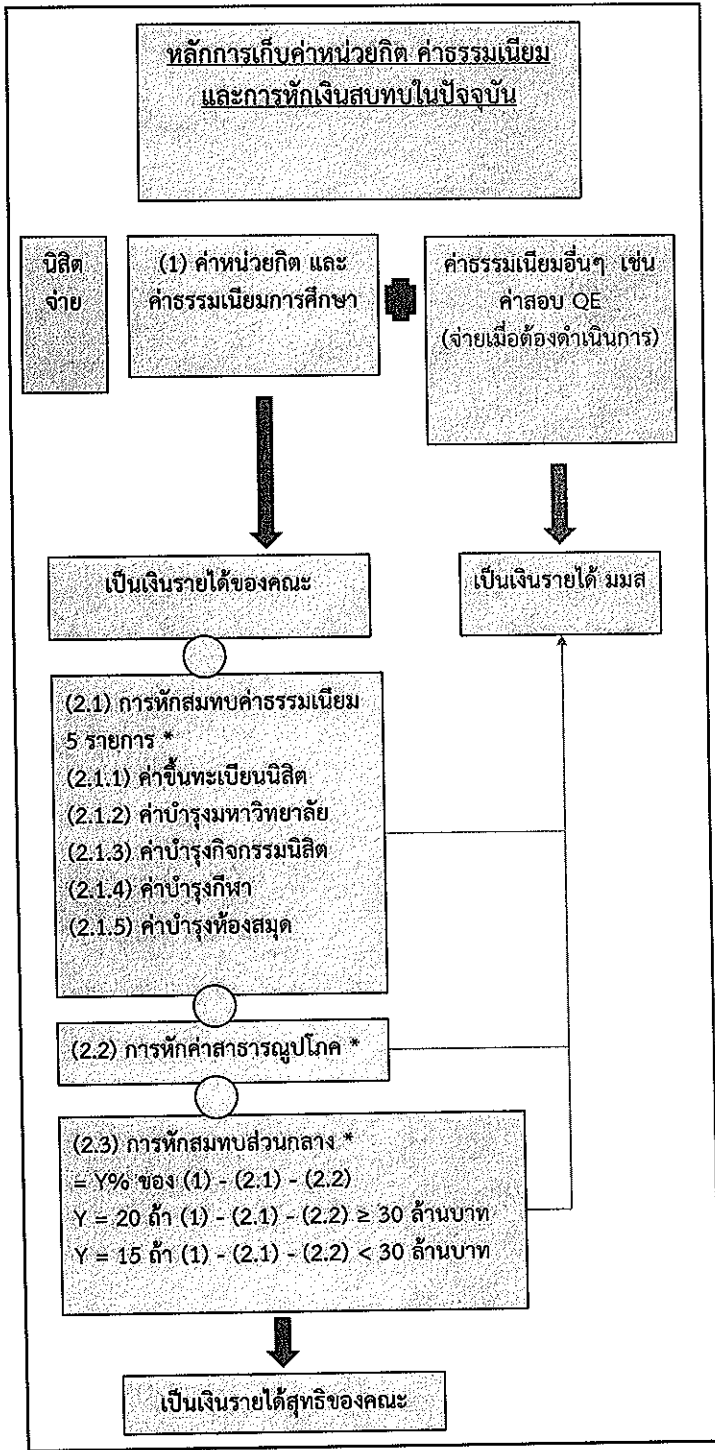 หลักการเก็บค่าหน่วยกิต ค่าธรรมเนียม
และการหักเงินสบทบในปัจจุบัน
นิสิต
จ่าย
(1) ค่าหน่วยกิต และ
ค่าธรรมเนียมการศึกษา
ค่าธรรมเนียมอื่นๆ เช่น
ค่าสอบ QE
(จ่ายเมื่อต้องดำเนินการ)
เป็นเงินรายได้ของคณะ
เป็นเงินรายได้ มมส
(2.1) การหักสมทบค่าธรรมเนียม
5 รายการ *
(2.1.1) ค่าขึ้นทะเบียนนิสิต
(2.1.2) ค่าบำรุงมหาวิทยาลัย
(2.1.3) ค่าบำรุงกิจกรรมนิสิต
(2.1.4) ค่าบำรุงกีฬา
(2.1.5) ค่าบำรุงห้องสมุด
(2.2) การหักค่าสาธารณูปโภค *
(2.3) การหักสมทบส่วนกลาง *
= Y% ของ (1) - (2.1) - (2.2)
Y = 20 ถ้า (1) - (2.1) - (2.2) ≥ 30 ล้านบาท
Y = 15 ถ้า (1) - (2.1) - (2.2) < 30 ล้านบาท
เป็นเงินรายได้สุทธิของคณะ